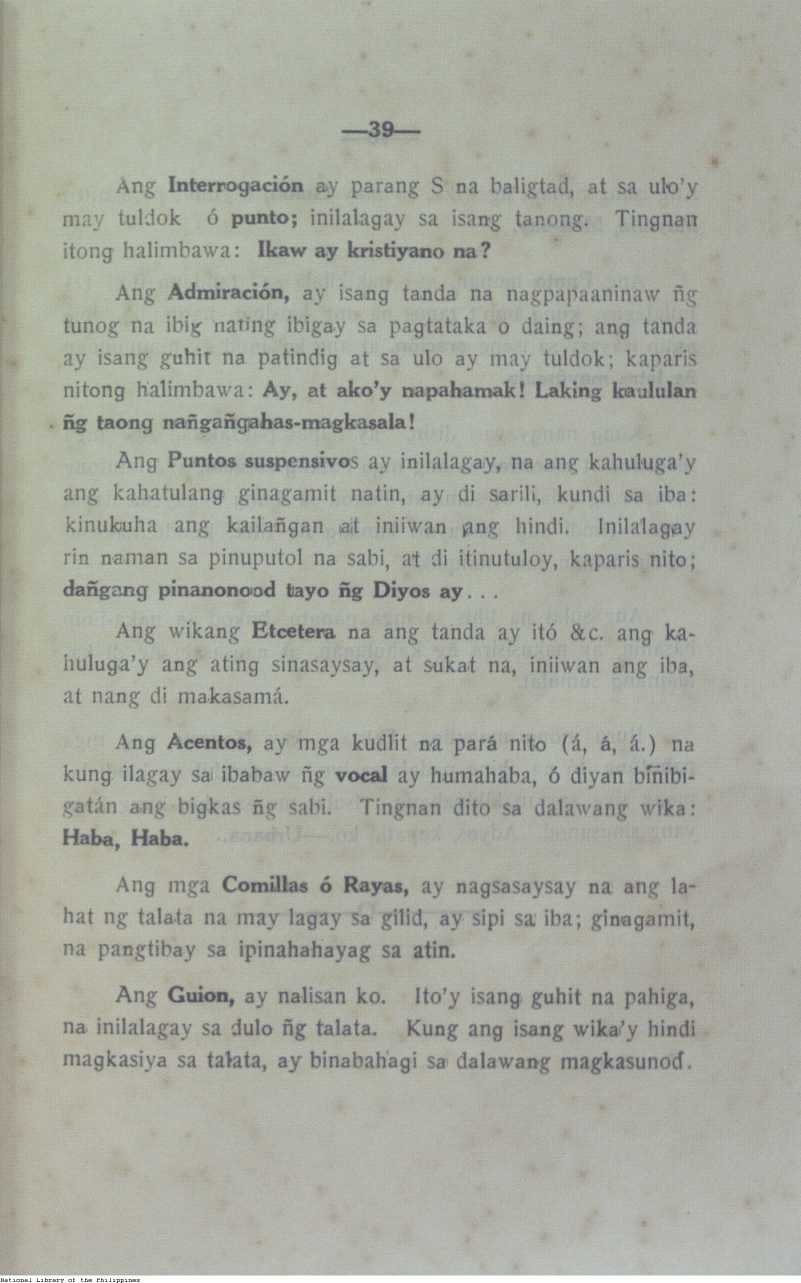 —39—
Ang Interrogación ay parang S na baligtad, at sa ulo'y
may tuldok ó punto; inilalagay sa isang tanong. Tingnan
itong halimbawa: Ikaw ay kristiyano na?
Ang Admiración, ay isang tanda na nagpapaaninaw ñg
tunog na ibig nating ibigay sa pagtataka o daing; ang tanda
ay isang guhit na patindig at sa ulo ay may tuldok; kaparis
nitong halimbawa: Ay, at ako'y napahamak! Laking kaululan
ñg taong nañgañgahas-magkasala!
Ang Puntos suspensivos ay inilalagay, na ang kahuluga'y
ang kahatulang ginagamit natin, ay di sarili, kundi sa iba:
kinukuha ang kailañgan at iniiwan ang hindi. Inilalagay
rin naman sa pinuputol na sabi, at di itinutuloy, kaparis nito;
dañgang pinanonood tayo ñg Diyos ay. . .
Ang wikang Etcetera na ang tanda ay itó &c. ang ka-
huluga'y ang ating sinasaysay, at sukat na, iniiwan ang iba,
at nang di makasamá.
Ang Acentos, ay mga kudlit na pará nito (á, á, á.) na
kung ilagay sa ibabaw ñg vocal ay humahaba, ó diyan biñibi-
gatán ang bigkas ñg sabi. Tingnan dito sa dalawang wika:
Haba, Haba.
Ang mga Comillas ó Rayas, ay nagsasaysay na ang la-
hat ng talata na may lagay sa gilid, ay sipi sa iba; ginagamit,
na pangtibay sa ipinahahayag sa atin.
Ang Guion, ay nalisan ko. Ito'y isang guhit na pahiga,
na inilalagay sa dulo ñg talata. Kung ang isang wika'y hindi
magkasiya sa talata, ay binabahagi sa dalawang magkasunod.
National Library of the Philippines